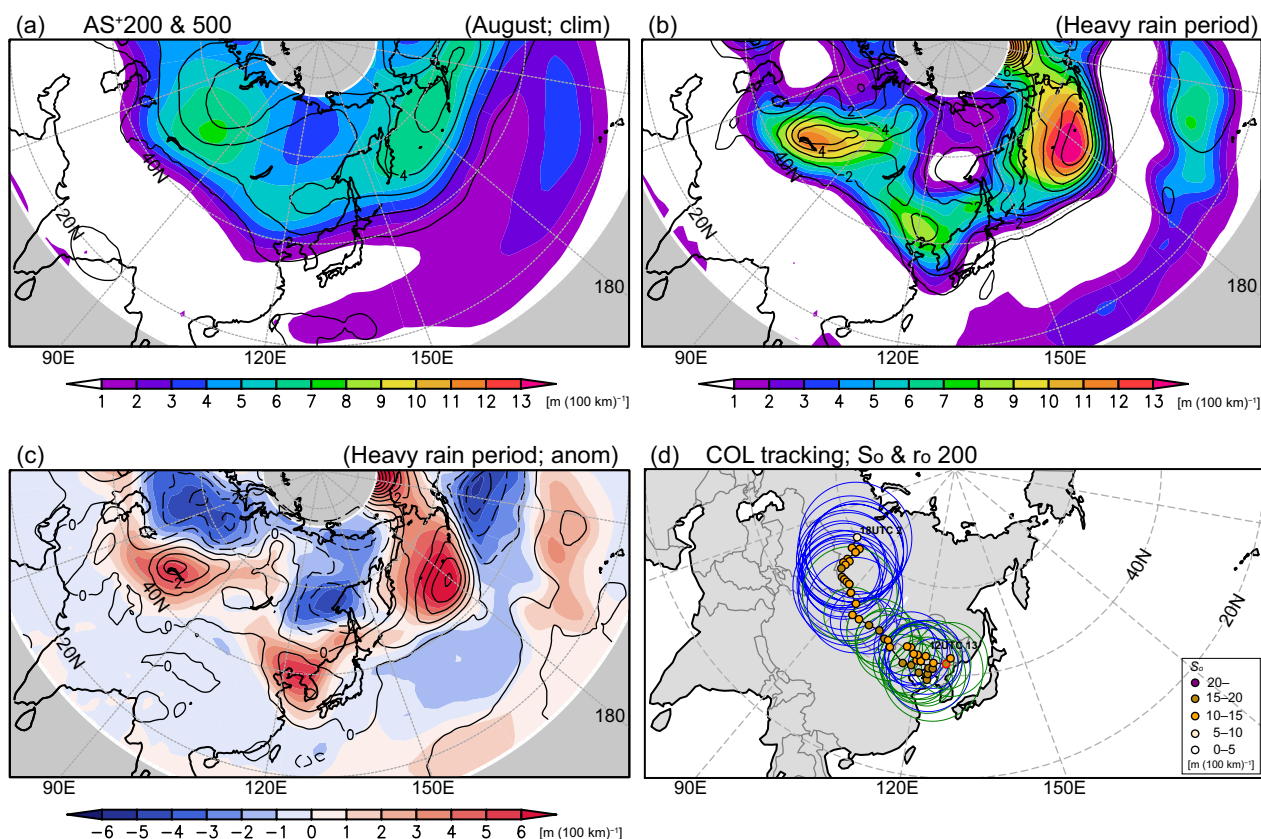 (a) AS⁺200 & 500 (August; clim)
40N
20N
-4
180
90E 120E 150E
1 2 3 4 5 6 7 8 9 10 11 12 13 [m (100 km)⁻¹]
(b) (Heavy rain period)
-2
-4
4
-2
-2
40N
20N
180
90E 120E 150E
1 2 3 4 5 6 7 8 9 10 11 12 13 [m (100 km)⁻¹]
(c) (Heavy rain period; anom)
0
40N
20N
0
0
0
0
180
90E 120E 150E
−6 −5 −4 −3 −2 −1 0 1 2 3 4 5 6 [m (100 km)⁻¹]
(d) COL tracking; So & ro 200
18UTC 2
12UTC 13
40N
20N
So
20–
15–20
10–15
5–10
0–5
[m (100 km)⁻¹]
90E 120E 150E